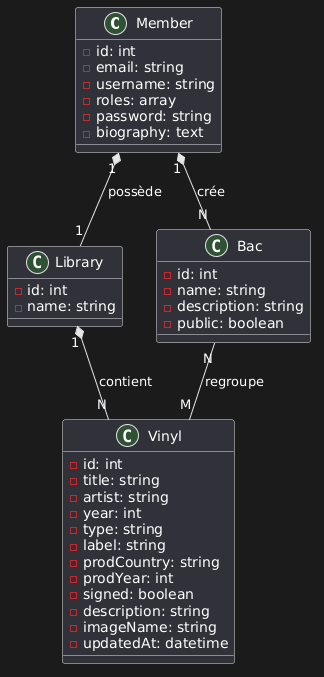 C Member
id: int
email: string
username: string
roles: array
password: string
biography: text
1
1
possède
crée
1
N
C Library
id: int
name: string
C Bac
id: int
name: string
description: string
public: boolean
1
N
contient
regroupe
N
M
C Vinyl
id: int
title: string
artist: string
year: int
type: string
label: string
prodCountry: string
prodYear: int
signed: boolean
description: string
imageName: string
updatedAt: datetime